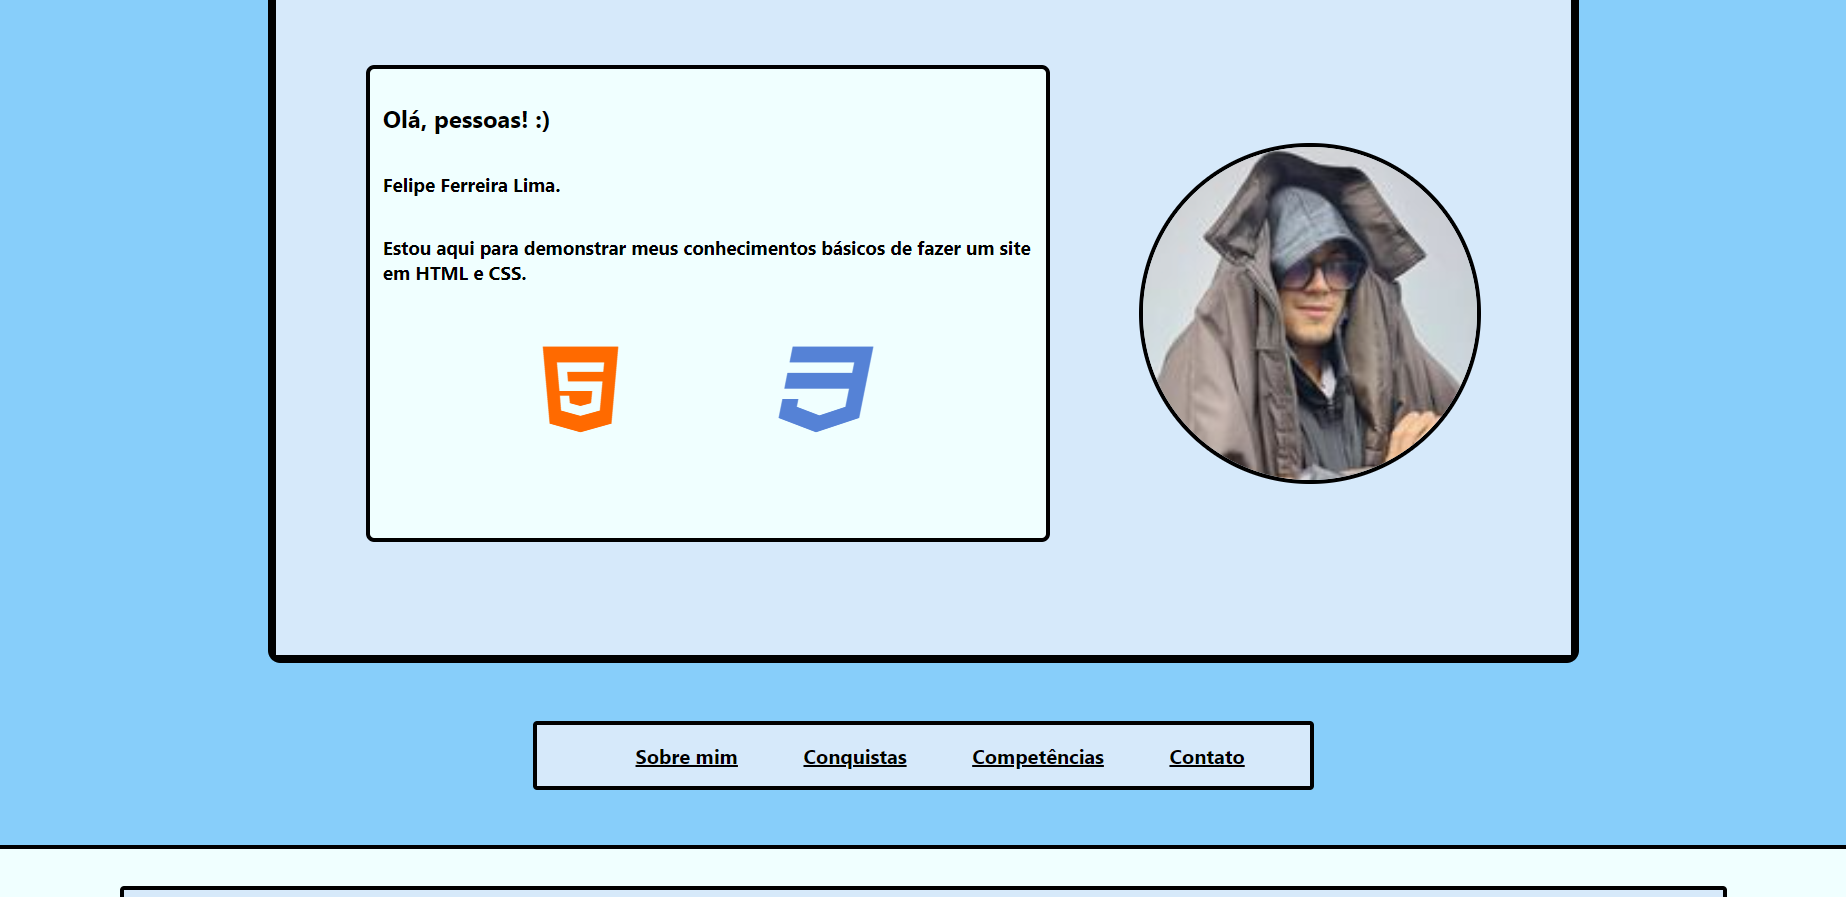 Olá, pessoas! :)
Felipe Ferreira Lima.
Estou aqui para demonstrar meus conhecimentos básicos de fazer um site
em HTML e CSS.
Sobre mim Conquistas Competências Contato